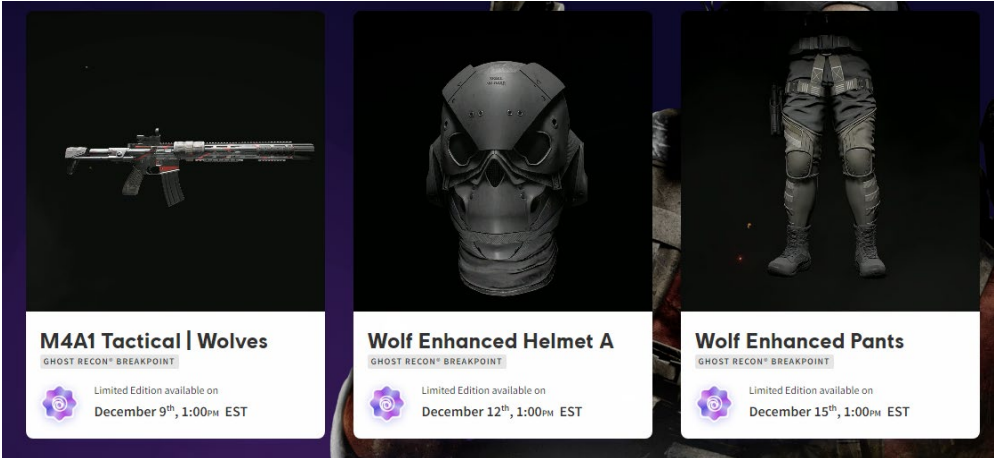 M4A1 Tactical | Wolves
GHOST RECON® BREAKPOINT
Limited Edition available on
December 9th, 1:00PM EST
Wolf Enhanced Helmet A
GHOST RECON® BREAKPOINT
Limited Edition available on
December 12th, 1:00PM EST
Wolf Enhanced Pants
GHOST RECON® BREAKPOINT
Limited Edition available on
December 15th, 1:00PM EST